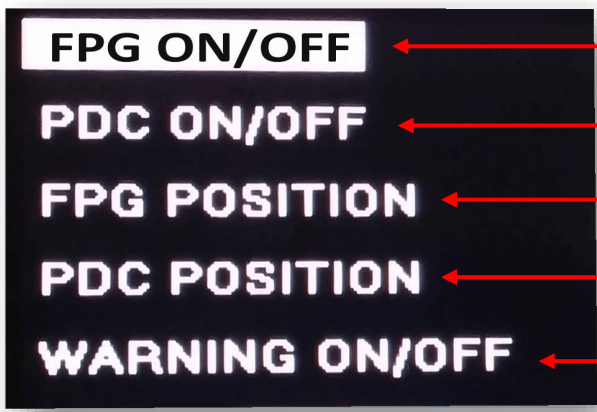 FPG ON/OFF
PDC ON/OFF
FPG POSITION
PDC POSITION
WARNING ON/OFF